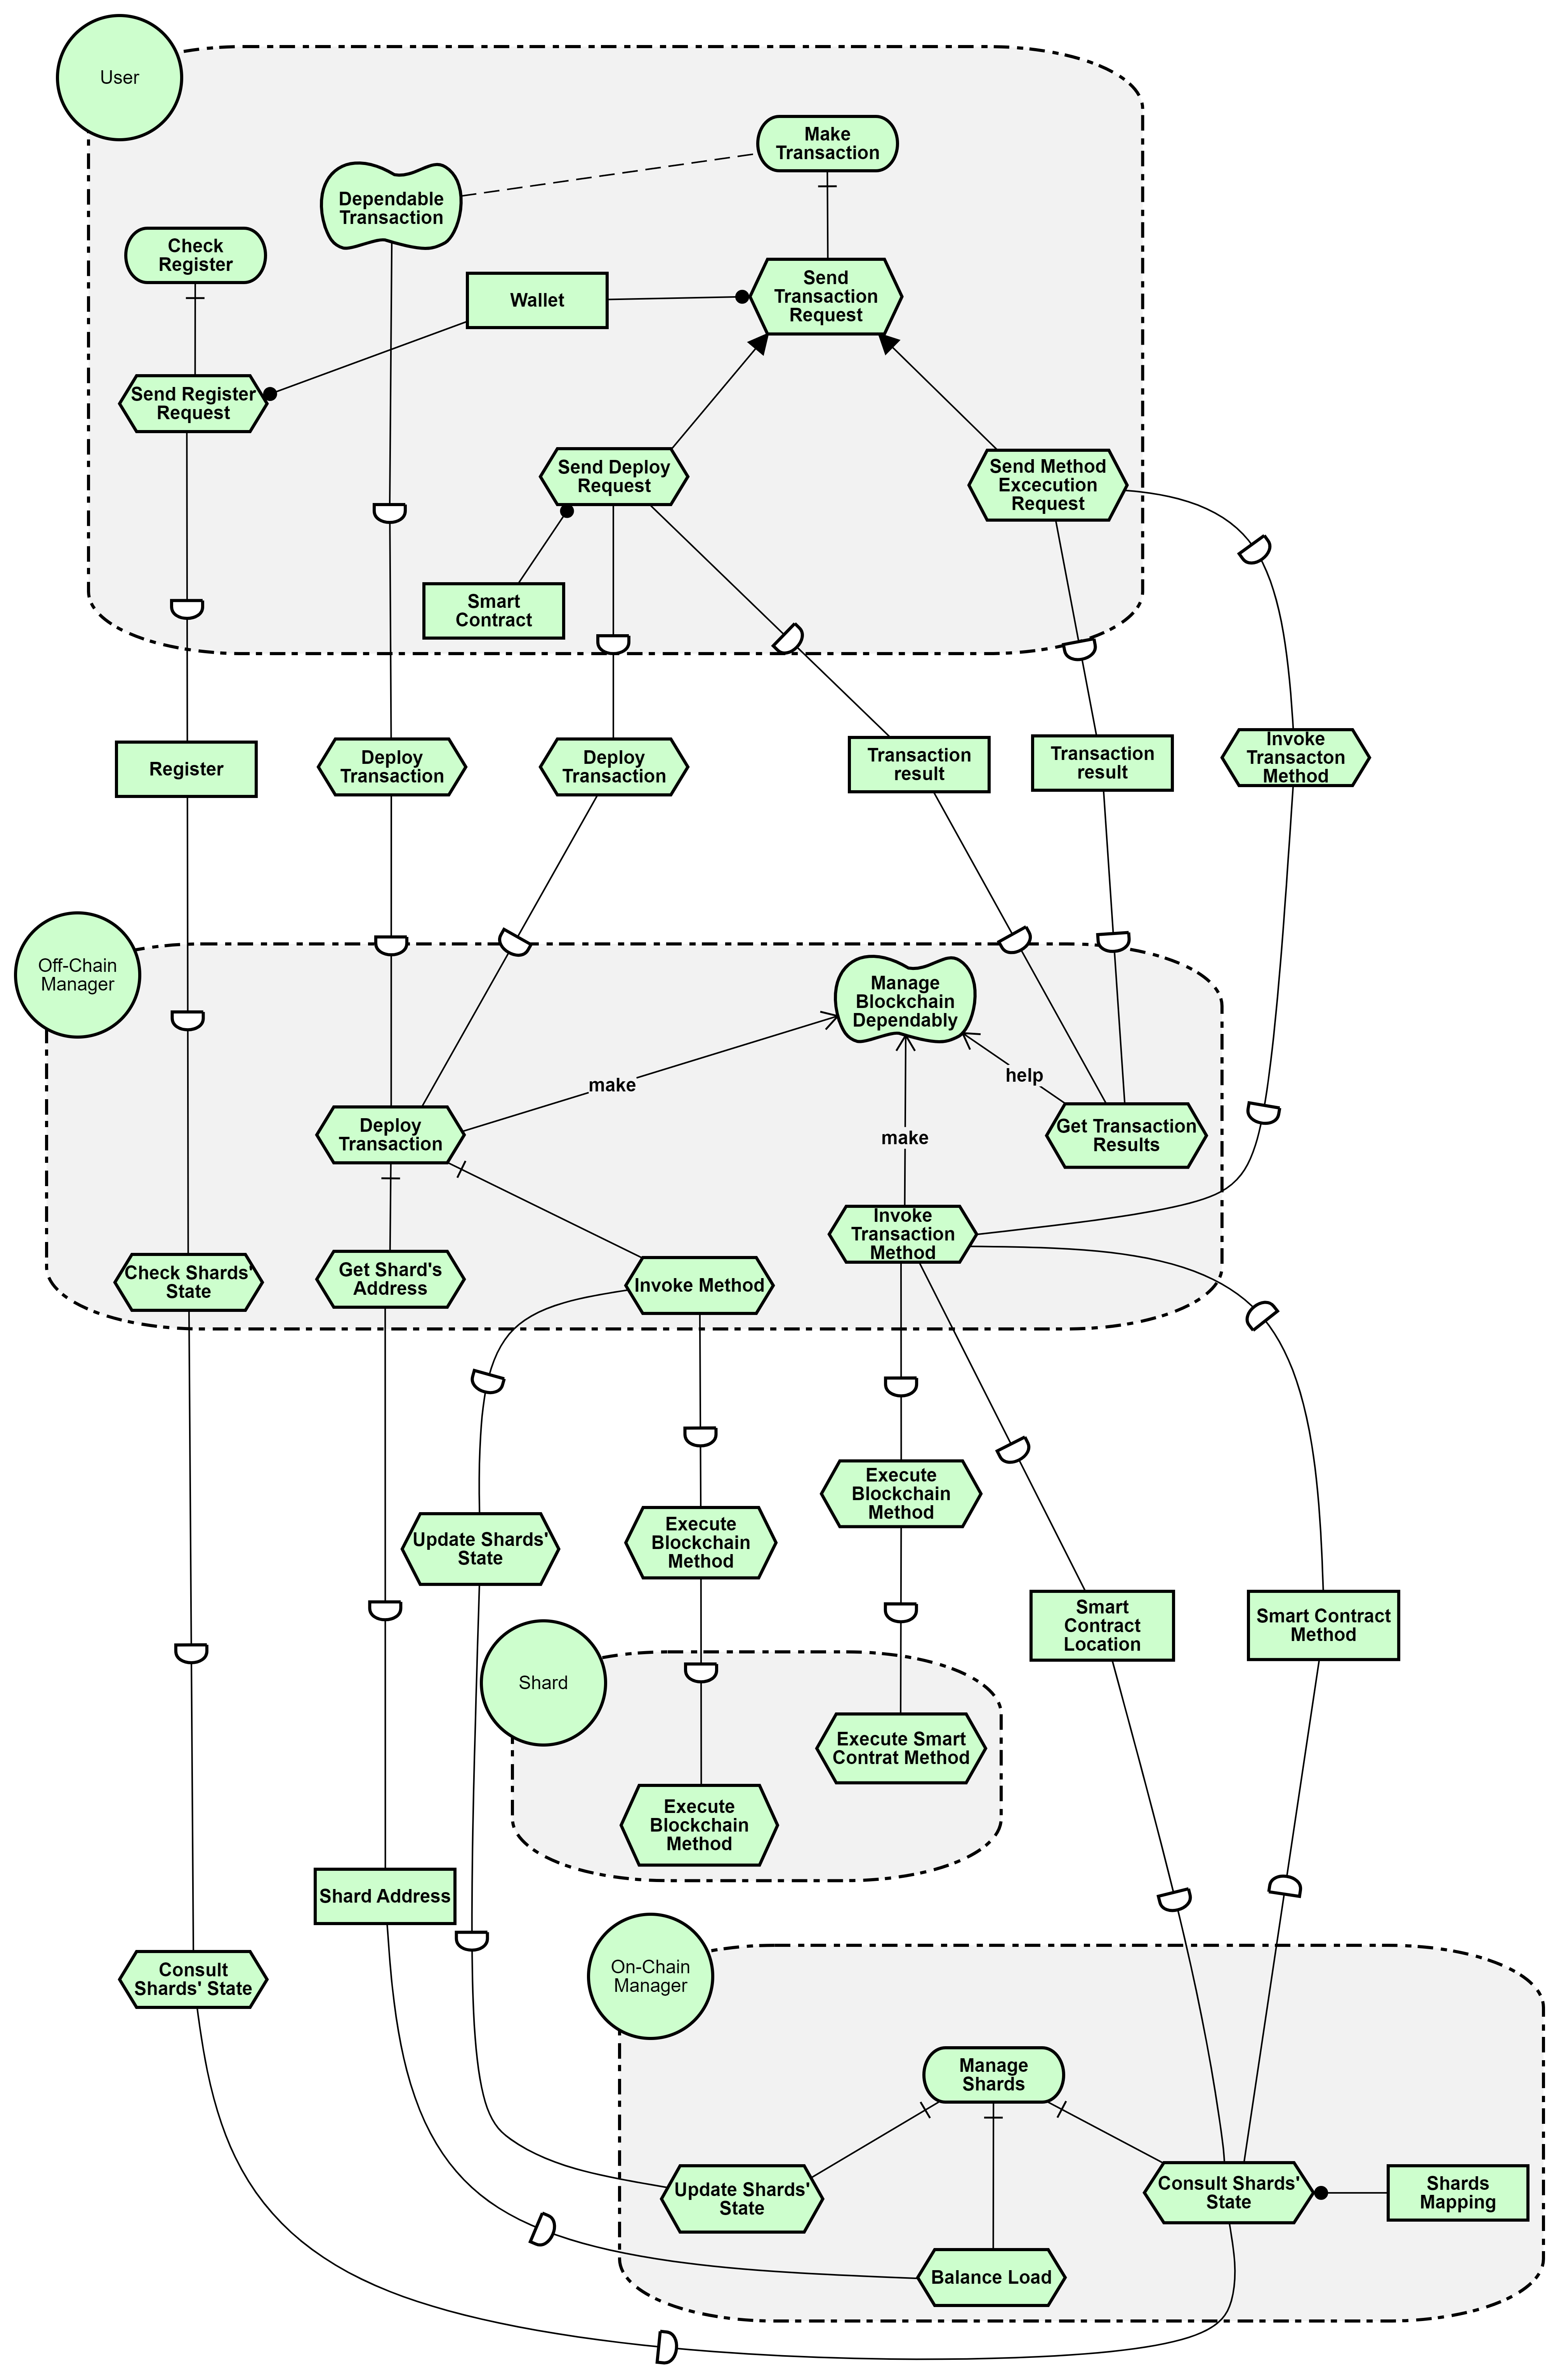 User
Make
Transaction
Dependable
Transaction
Check
Register
Wallet
Send
Transaction
Request
Send Register
Request
Send Deploy
Request
Send Method
Excecution
Request
Smart
Contract
Register
Deploy
Transaction
Deploy
Transaction
Transaction
result
Transaction
result
Invoke
Transacton
Method
Off-Chain
Manager
Manage
Blockchain
Dependably
make
help
Deploy
Transaction
make
Get Transaction
Results
Invoke
Transaction
Method
Check Shards'
State
Get Shard's
Address
Invoke Method
Execute
Blockchain
Method
Update Shards'
State
Execute
Blockchain
Method
Smart
Contract
Location
Smart Contract
Method
Shard
Execute Smart
Contrat Method
Execute
Blockchain
Method
Shard Address
Consult
Shards' State
On-Chain
Manager
Manage
Shards
Update Shards'
State
Consult Shards'
State
Shards
Mapping
Balance Load